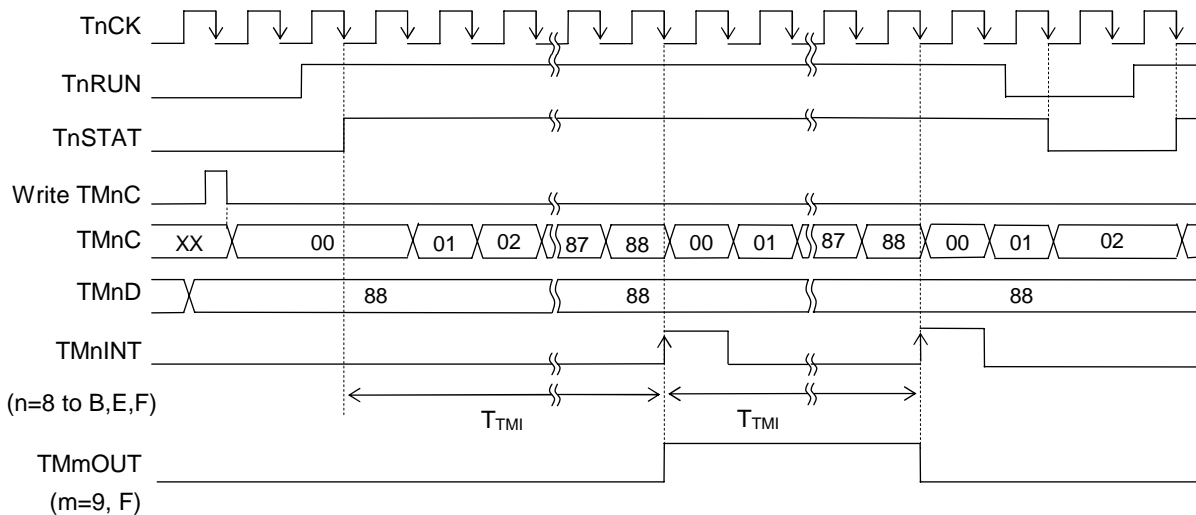 TnCK
TnRUN
TnSTAT
Write TMnC
TMnC XX 00 01 02 87 88 00 01 87 88 00 01 02
TMnD 88 88 88
TMnINT
(n=8 to B,E,F)
TTMI TTMI
TMmOUT
(m=9, F)